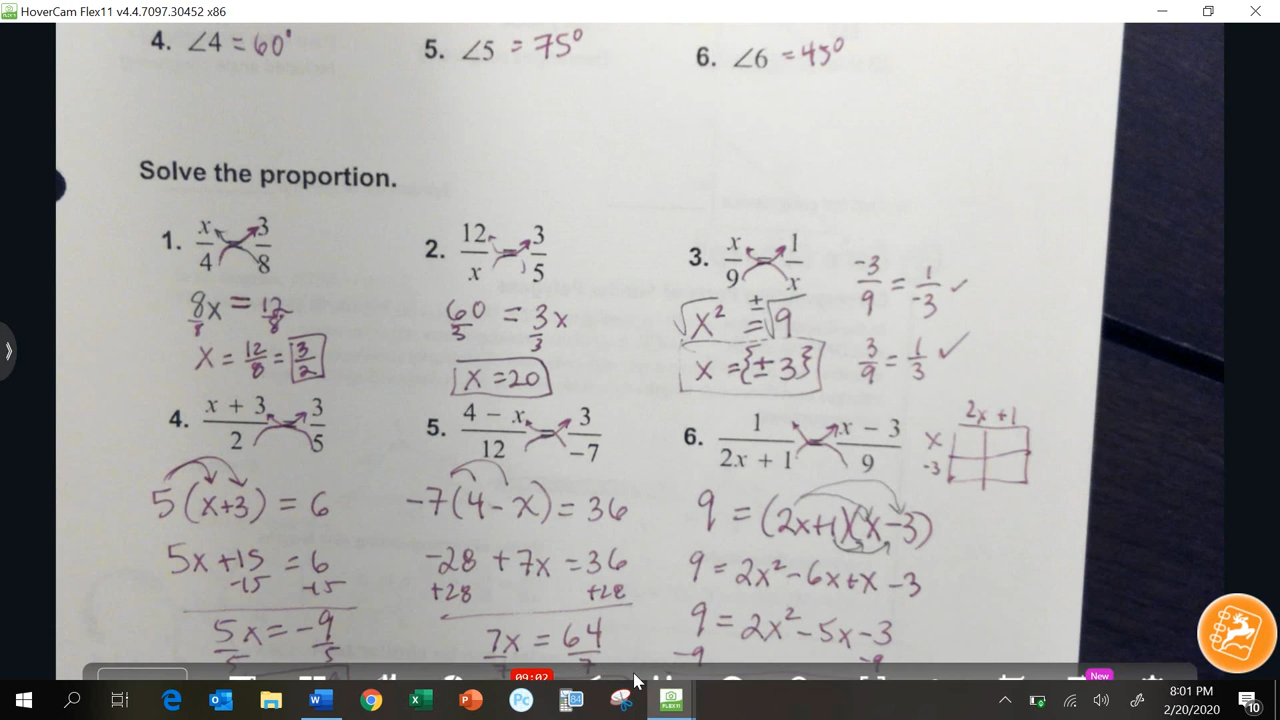 HoverCam Flex11 v4.4.7097.30452 x86
4. ∠4 = 60° 5. ∠5 = 75° 6. ∠6 = 45°
Solve the proportion.
1. x/4 = 3/8
8x = 12
8 8
x = 12/8 = 3/2
2. 12/x = 3/5
60 = 3x
3 3
x = 20
3. x/9 = 1/x
√x² = ±√9
x = {± 3}
-3/9 = 1/-3 ✓
3/9 = 1/3 ✓
4. x + 3/2 = 3/5
5(x+3) = 6
5x +15 = 6
-15 -15
5x = -9
5 5
5. 4 − x/12 = 3/−7
-7(4 - x) = 36
-28 + 7x = 36
+28 +28
7x = 64
7 7
6. 1/2x + 1 = x − 3/9
2x +1
x
-3
9 = (2x+1)(x-3)
9 = 2x² - 6x + x - 3
9 = 2x² - 5x - 3
-9 -9
09:02
New
8:01 PM
2/20/2020
10